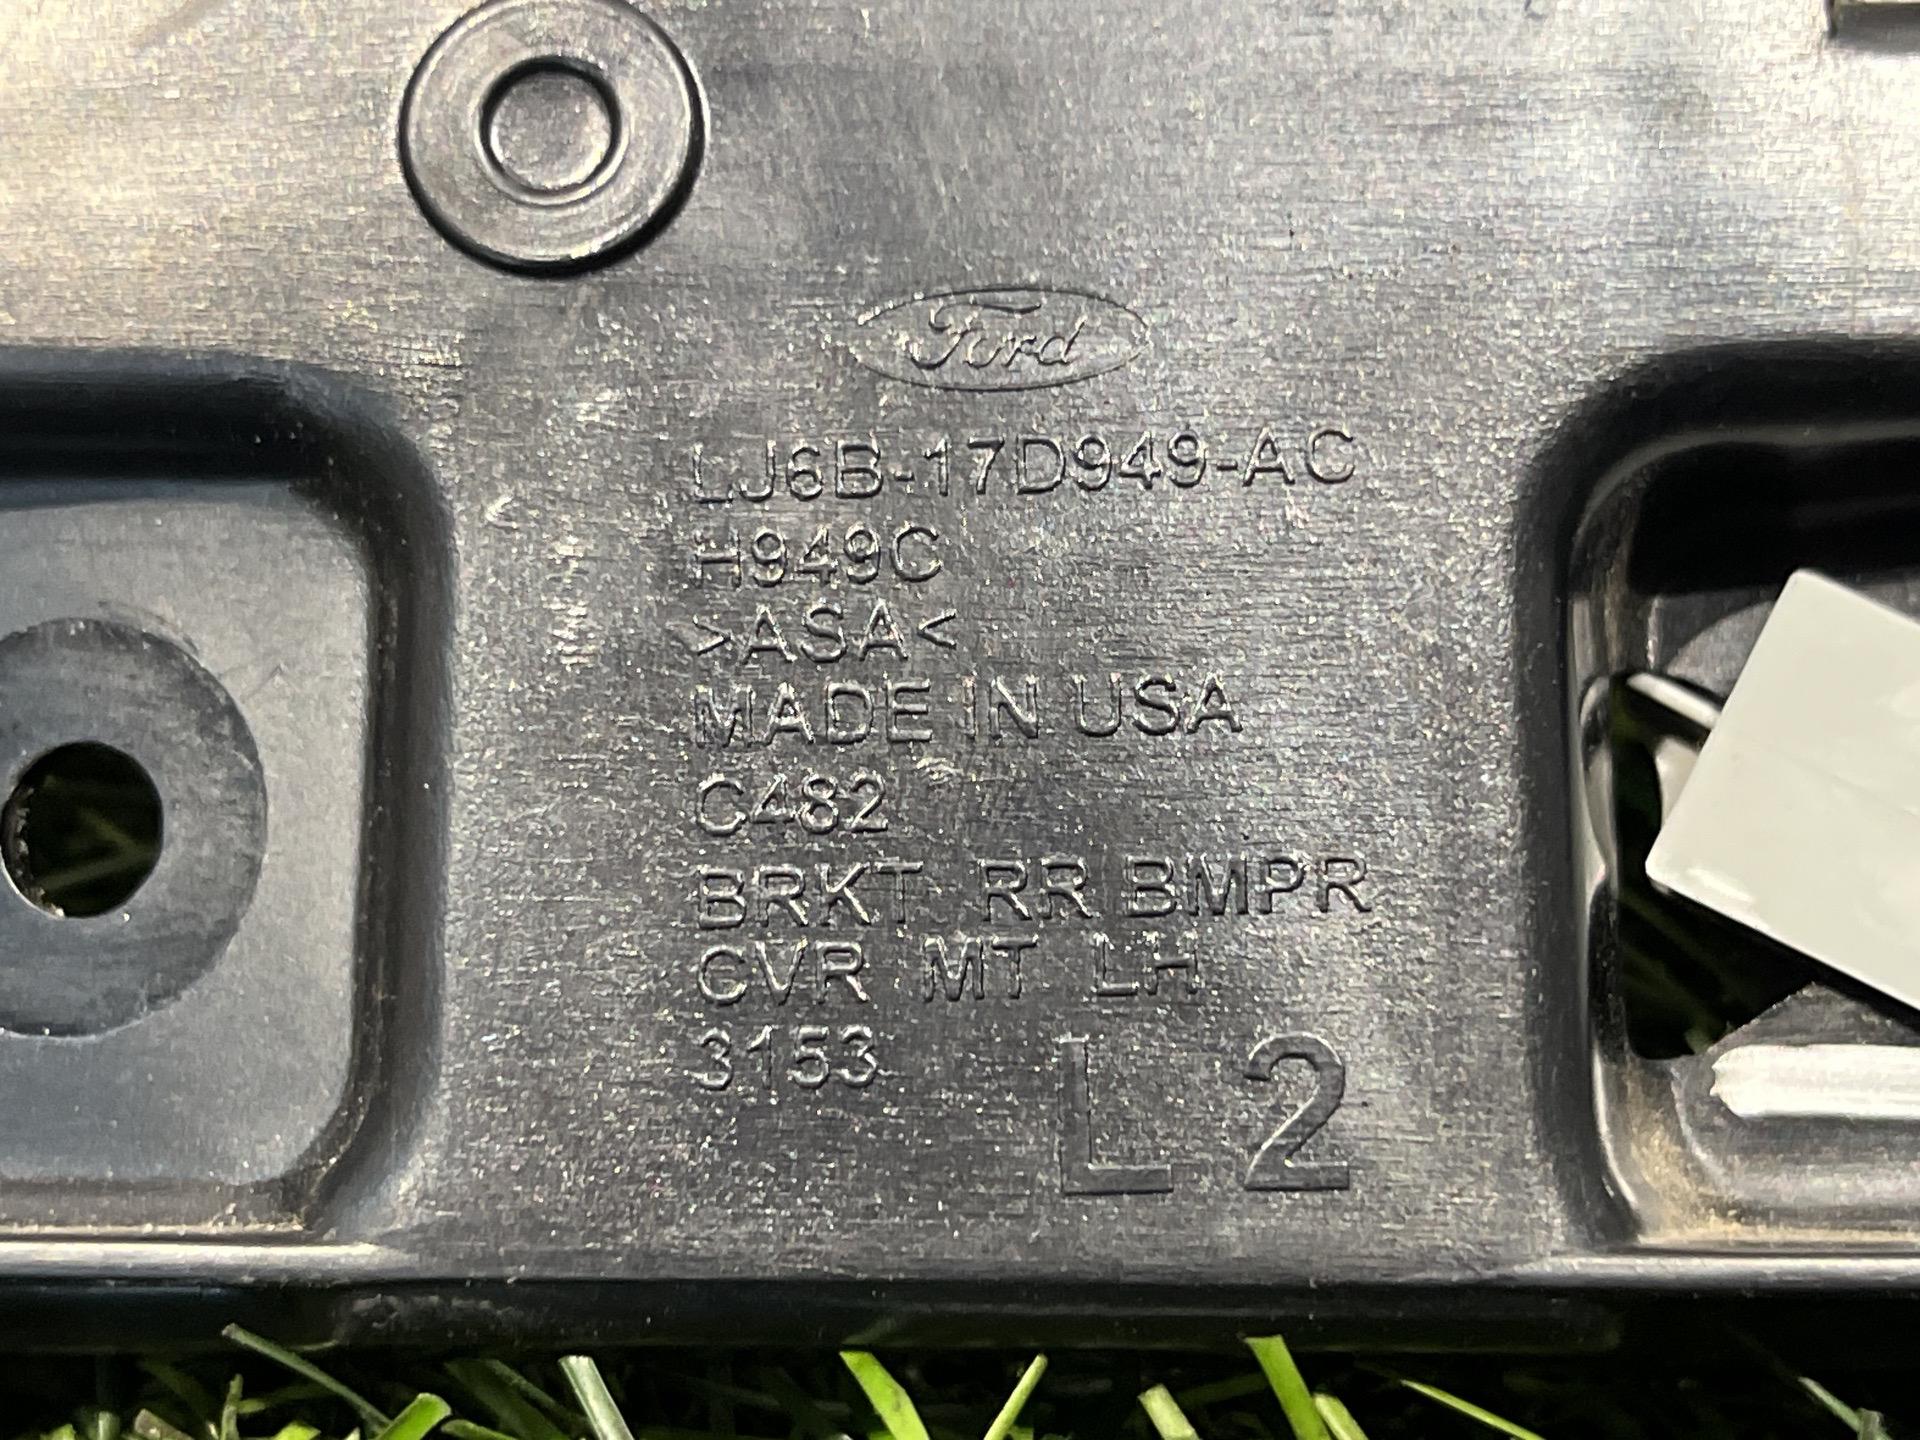 Ford
LJ6B-17D949-AC
H949C
>ASA<
MADE IN USA
C482
BRKT RR BMPR
CVR MT LH
3153
L 2